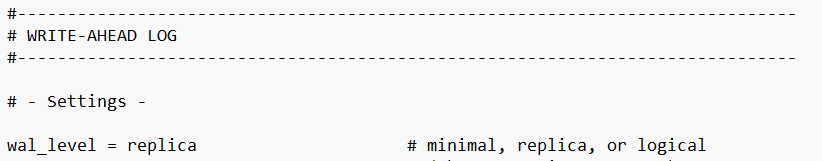 #------------------------------------------------------------------------------
# WRITE-AHEAD LOG
#------------------------------------------------------------------------------
# - Settings -
wal_level = replica # minimal, replica, or logical